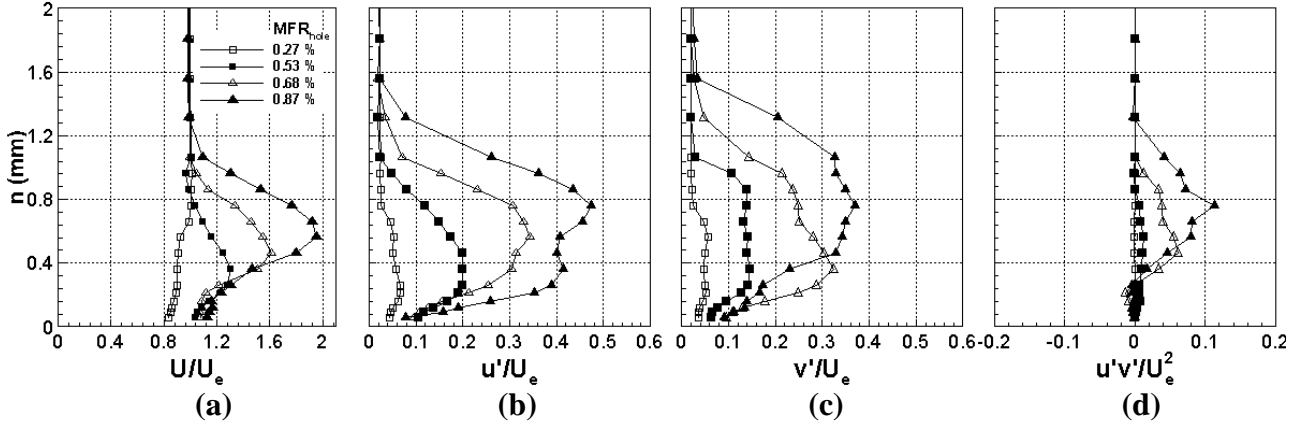 2
1.6
1.2
0.8
0.4
0
n (mm)
MFR_hole
0.27 %
0.53 %
0.68 %
0.87 %
0 0.4 0.8 1.2 1.6 2
U/U_e
(a)
0 0.1 0.2 0.3 0.4 0.5 0.6
u'/U_e
(b)
0 0.1 0.2 0.3 0.4 0.5 0.6
v'/U_e
(c)
-0.2 -0.1 0 0.1 0.2
u'v'/U_e^2
(d)